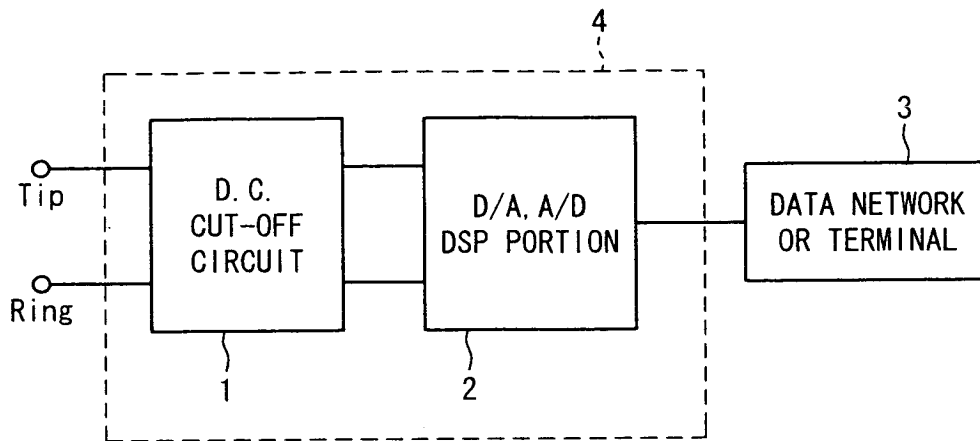 4
3
Tip
Ring
D. C.
CUT-OFF
CIRCUIT
D/A, A/D
DSP PORTION
DATA NETWORK
OR TERMINAL
1
2